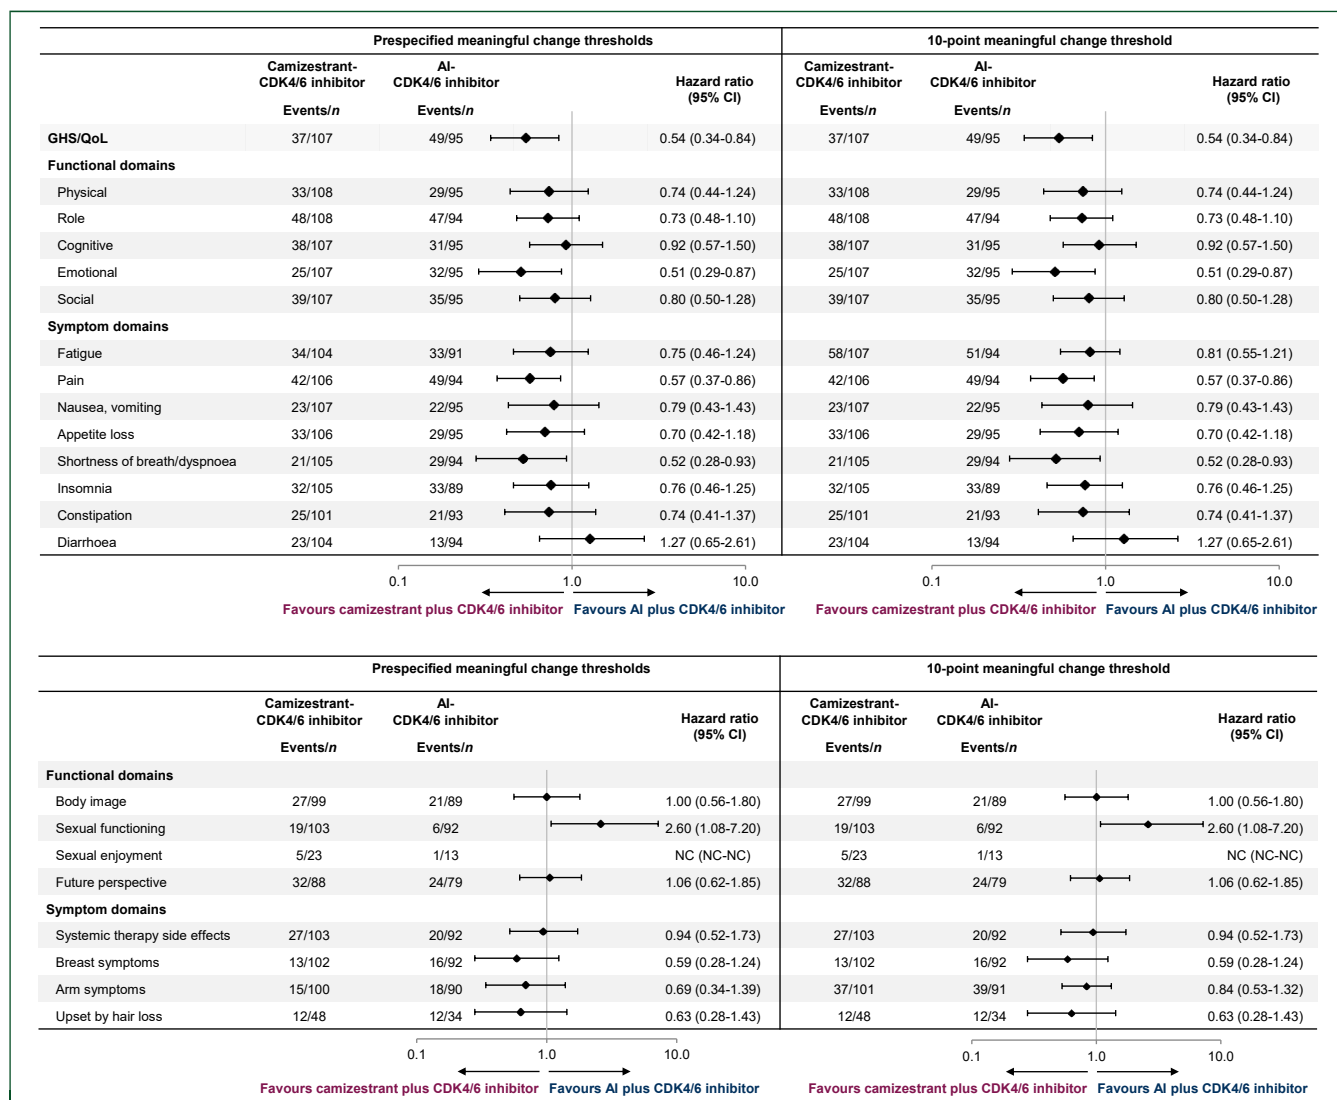 Prespecified meaningful change thresholds 10-point meaningful change threshold
Camizestrant- AI- Camizestrant- AI-
CDK4/6 inhibitor CDK4/6 inhibitor Hazard ratio CDK4/6 inhibitor CDK4/6 inhibitor Hazard ratio
(95% CI) (95% CI)
Events/n Events/n Events/n Events/n
GHS/QoL 37/107 49/95 0.54 (0.34-0.84) 37/107 49/95 0.54 (0.34-0.84)
Functional domains
Physical 33/108 29/95 0.74 (0.44-1.24) 33/108 29/95 0.74 (0.44-1.24)
Role 48/108 47/94 0.73 (0.48-1.10) 48/108 47/94 0.73 (0.48-1.10)
Cognitive 38/107 31/95 0.92 (0.57-1.50) 38/107 31/95 0.92 (0.57-1.50)
Emotional 25/107 32/95 0.51 (0.29-0.87) 25/107 32/95 0.51 (0.29-0.87)
Social 39/107 35/95 0.80 (0.50-1.28) 39/107 35/95 0.80 (0.50-1.28)
Symptom domains
Fatigue 34/104 33/91 0.75 (0.46-1.24) 58/107 51/94 0.81 (0.55-1.21)
Pain 42/106 49/94 0.57 (0.37-0.86) 42/106 49/94 0.57 (0.37-0.86)
Nausea, vomiting 23/107 22/95 0.79 (0.43-1.43) 23/107 22/95 0.79 (0.43-1.43)
Appetite loss 33/106 29/95 0.70 (0.42-1.18) 33/106 29/95 0.70 (0.42-1.18)
Shortness of breath/dyspnoea 21/105 29/94 0.52 (0.28-0.93) 21/105 29/94 0.52 (0.28-0.93)
Insomnia 32/105 33/89 0.76 (0.46-1.25) 32/105 33/89 0.76 (0.46-1.25)
Constipation 25/101 21/93 0.74 (0.41-1.37) 25/101 21/93 0.74 (0.41-1.37)
Diarrhoea 23/104 13/94 1.27 (0.65-2.61) 23/104 13/94 1.27 (0.65-2.61)
0.1 1.0 10.0 0.1 1.0 10.0
Favours camizestrant plus CDK4/6 inhibitor Favours AI plus CDK4/6 inhibitor Favours camizestrant plus CDK4/6 inhibitor Favours AI plus CDK4/6 inhibitor
Prespecified meaningful change thresholds 10-point meaningful change threshold
Camizestrant- AI- Camizestrant- AI-
CDK4/6 inhibitor CDK4/6 inhibitor Hazard ratio CDK4/6 inhibitor CDK4/6 inhibitor Hazard ratio
(95% CI) (95% CI)
Events/n Events/n Events/n Events/n
Functional domains
Body image 27/99 21/89 1.00 (0.56-1.80) 27/99 21/89 1.00 (0.56-1.80)
Sexual functioning 19/103 6/92 2.60 (1.08-7.20) 19/103 6/92 2.60 (1.08-7.20)
Sexual enjoyment 5/23 1/13 NC (NC-NC) 5/23 1/13 NC (NC-NC)
Future perspective 32/88 24/79 1.06 (0.62-1.85) 32/88 24/79 1.06 (0.62-1.85)
Symptom domains
Systemic therapy side effects 27/103 20/92 0.94 (0.52-1.73) 27/103 20/92 0.94 (0.52-1.73)
Breast symptoms 13/102 16/92 0.59 (0.28-1.24) 13/102 16/92 0.59 (0.28-1.24)
Arm symptoms 15/100 18/90 0.69 (0.34-1.39) 37/101 39/91 0.84 (0.53-1.32)
Upset by hair loss 12/48 12/34 0.63 (0.28-1.43) 12/48 12/34 0.63 (0.28-1.43)
0.1 1.0 10.0 0.1 1.0 10.0
Favours camizestrant plus CDK4/6 inhibitor Favours AI plus CDK4/6 inhibitor Favours camizestrant plus CDK4/6 inhibitor Favours AI plus CDK4/6 inhibitor